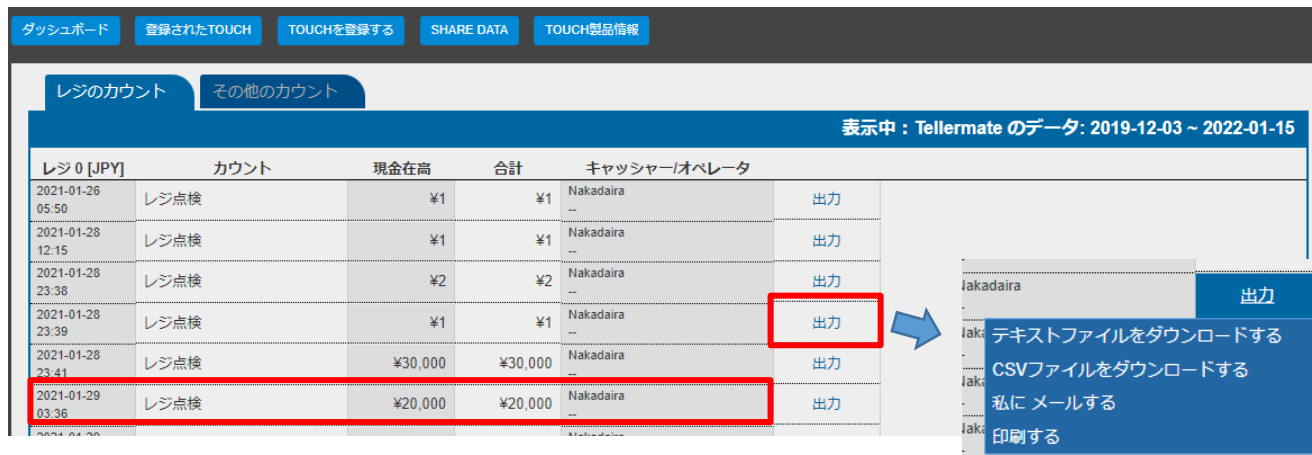 ダッシュボード 登録されたTOUCH TOUCHを登録する SHARE DATA TOUCH製品情報
レジのカウント その他のカウント
表示中：Tellermate のデータ: 2019-12-03 ~ 2022-01-15
レジ 0 [JPY] カウント 現金在高 合計 キャッシャー/オペレータ
2021-01-26 05:50 レジ点検 ¥1 ¥1 Nakadaira -- 出力
2021-01-28 12:15 レジ点検 ¥1 ¥1 Nakadaira -- 出力
2021-01-28 23:38 レジ点検 ¥2 ¥2 Nakadaira -- 出力
2021-01-28 23:39 レジ点検 ¥1 ¥1 Nakadaira -- 出力
2021-01-28 23:41 レジ点検 ¥30,000 ¥30,000 Nakadaira -- 出力
2021-01-29 03:36 レジ点検 ¥20,000 ¥20,000 Nakadaira -- 出力
Nakadaira 出力
テキストファイルをダウンロードする
CSVファイルをダウンロードする
私に メールする
印刷する